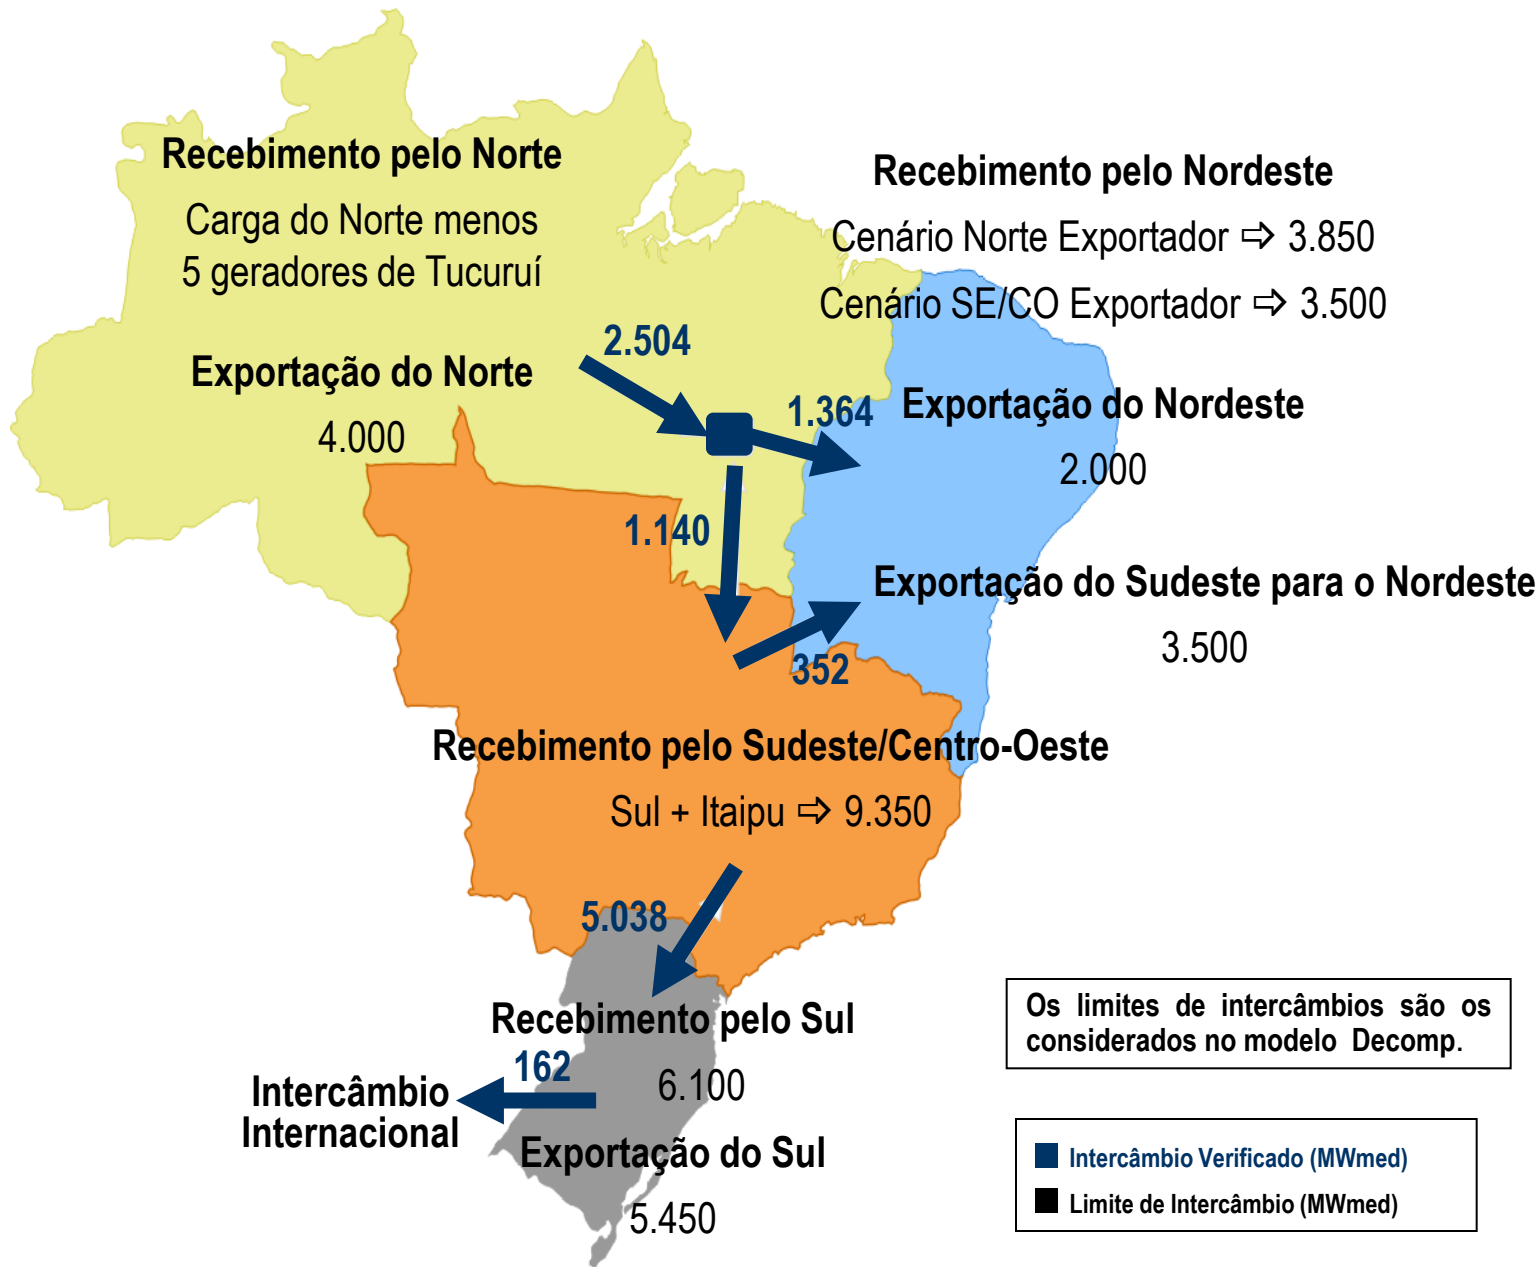 Recebimento pelo Norte
Carga do Norte menos
5 geradores de Tucuruí
Recebimento pelo Nordeste
Cenário Norte Exportador ⇨ 3.850
Cenário SE/CO Exportador ⇨ 3.500
2.504
Exportação do Norte
4.000
1.364
Exportação do Nordeste
2.000
1.140
Exportação do Sudeste para o Nordeste
3.500
352
Recebimento pelo Sudeste/Centro-Oeste
Sul + Itaipu ⇨ 9.350
5.038
Recebimento pelo Sul
6.100
162
Intercâmbio
Internacional
Exportação do Sul
5.450
Os limites de intercâmbios são os
considerados no modelo Decomp.
Intercâmbio Verificado (MWmed)
Limite de Intercâmbio (MWmed)